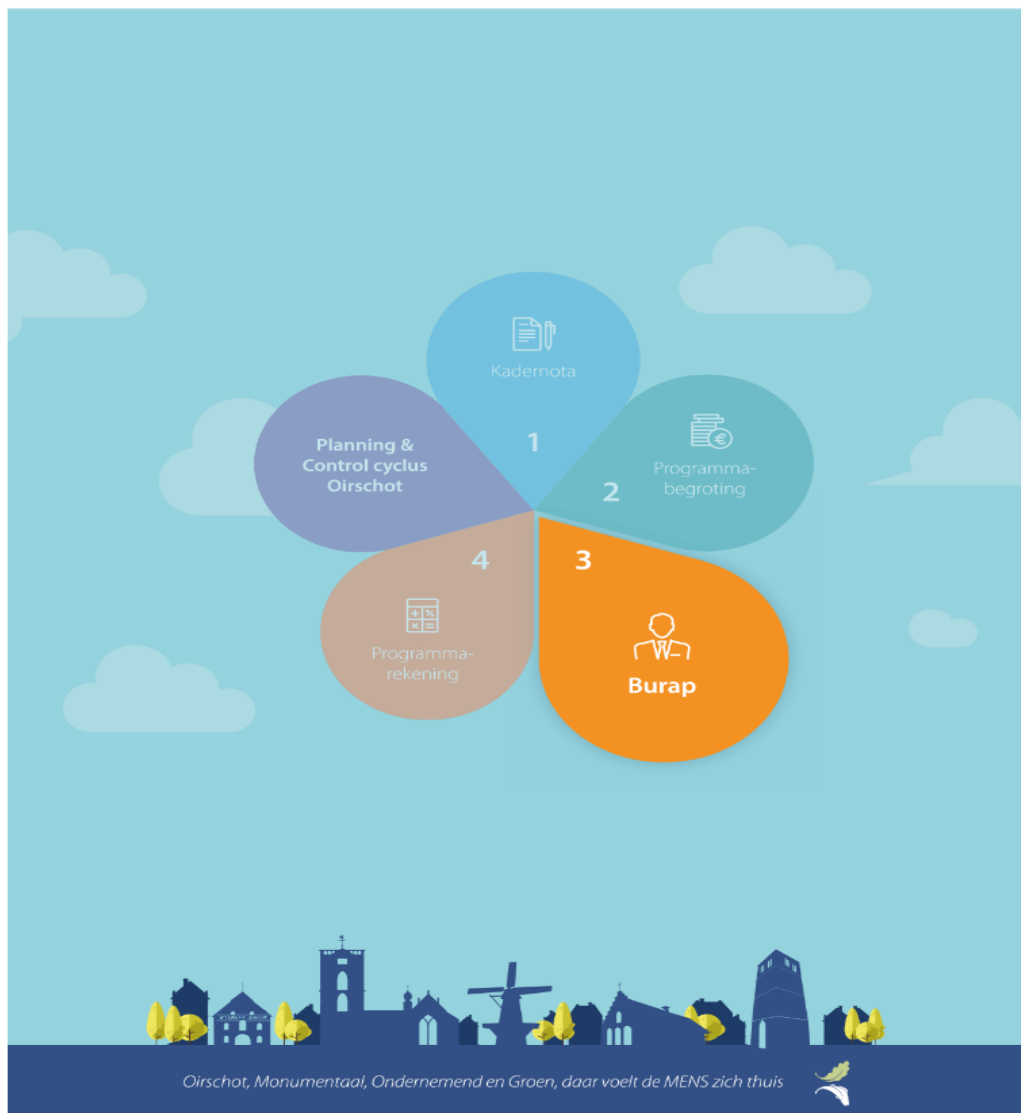 Kadernota
1
Planning &
Control cyclus
Oirschot
Programma-
begroting
2
4
3
Programma-
rekening
Burap
Oirschot, Monumentaal, Ondernemend en Groen, daar voelt de MENS zich thuis